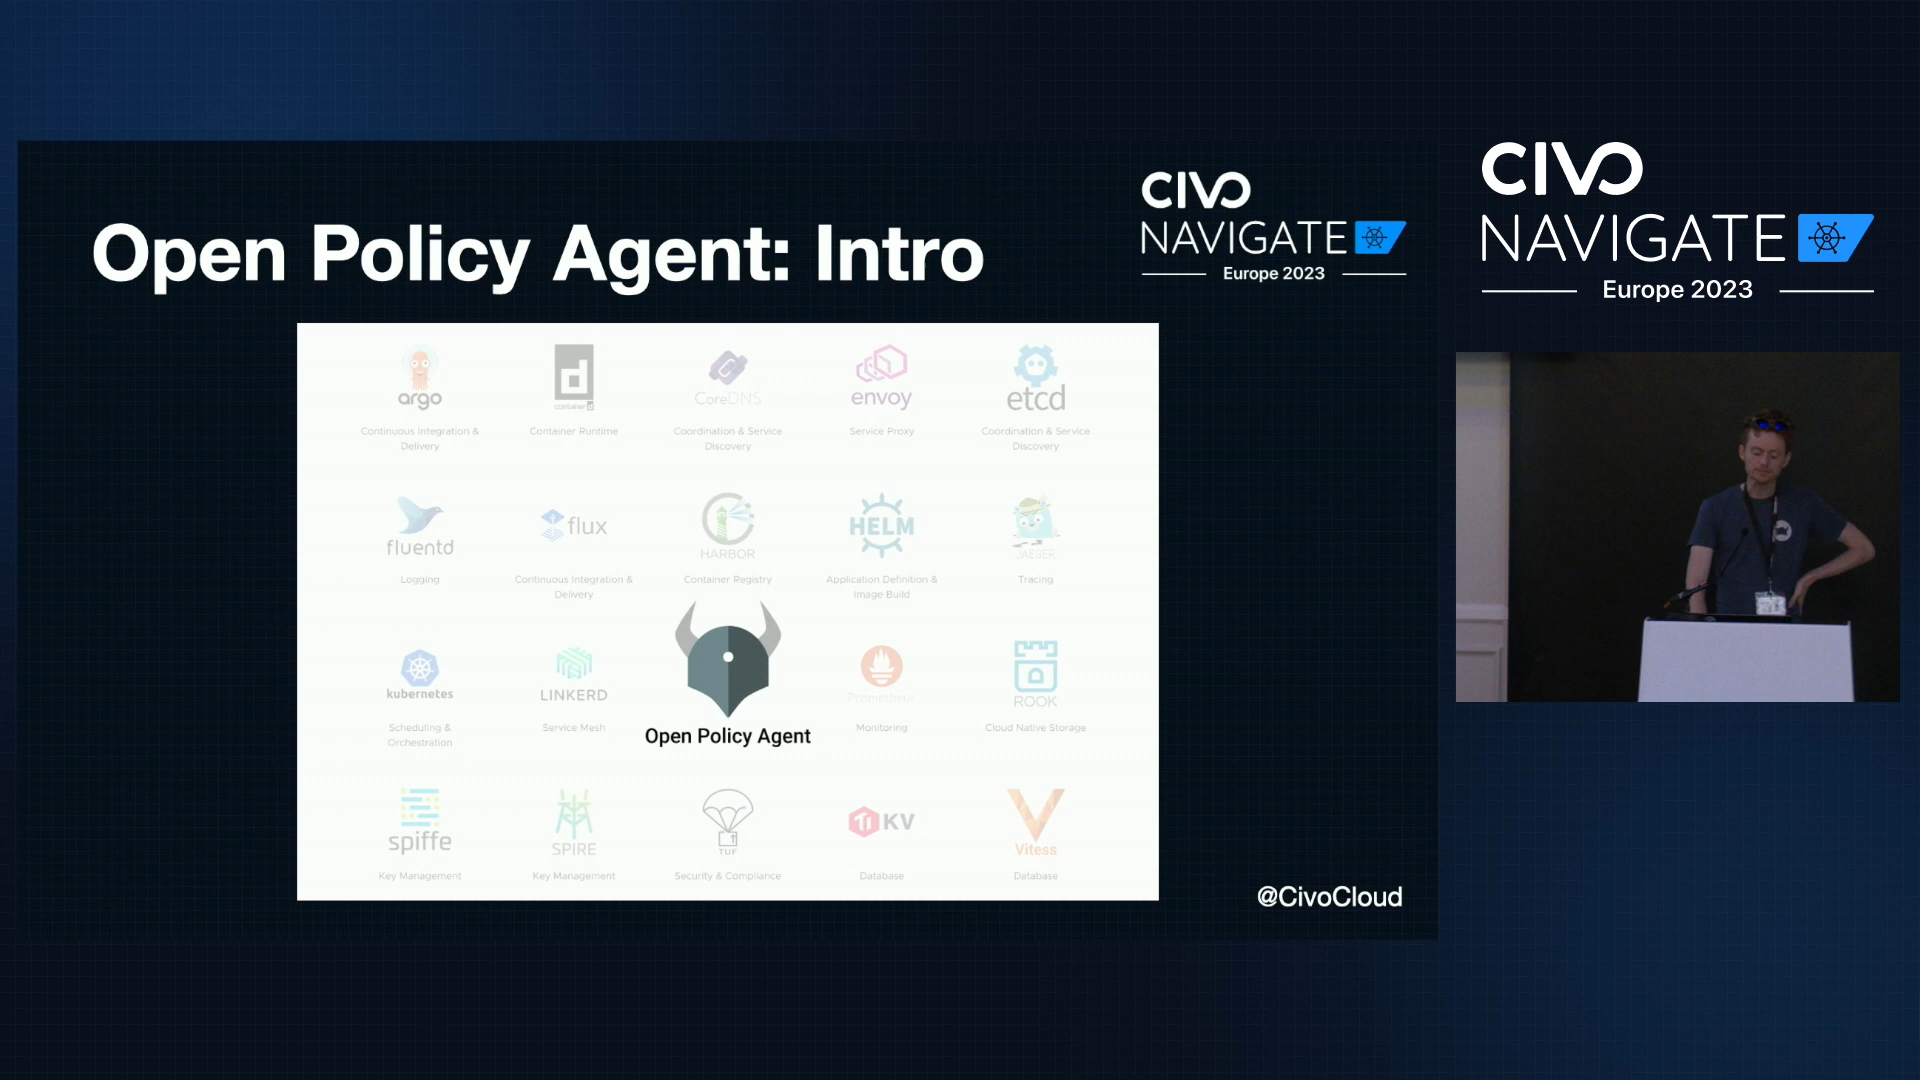 CIVO
NAVIGATE
Europe 2023
Open Policy Agent: Intro
CIVO
NAVIGATE
Europe 2023
argo
Continuous Integration &
Delivery
d
containerd
Container Runtime
CoreDNS
Coordination & Service
Discovery
envoy
Service Proxy
etcd
Coordination & Service
Discovery
fluentd
Logging
flux
Continuous Integration &
Delivery
HARBOR
Container Registry
HELM
Application Definition &
Image Build
JAEGER
Tracing
kubernetes
Scheduling &
Orchestration
LINKERD
Service Mesh
Open Policy Agent
Prometheus
Monitoring
ROOK
Cloud Native Storage
spiffe
Key Management
SPIRE
Key Management
TUF
Security & Compliance
TiKV
Database
Vitess
Database
@CivoCloud